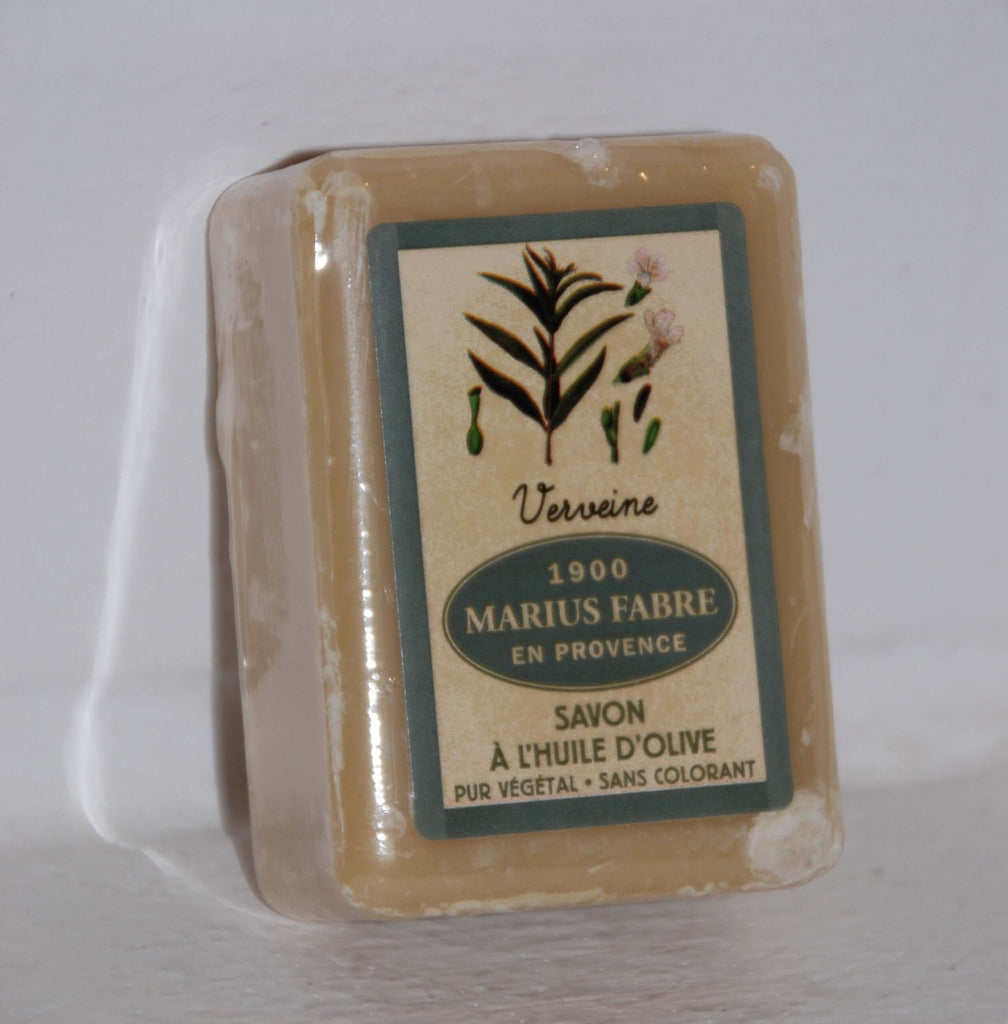 Verveine
1900
MARIUS FABRE
EN PROVENCE
SAVON
À L'HUILE D'OLIVE
PUR VÉGÉTAL • SANS COLORANT